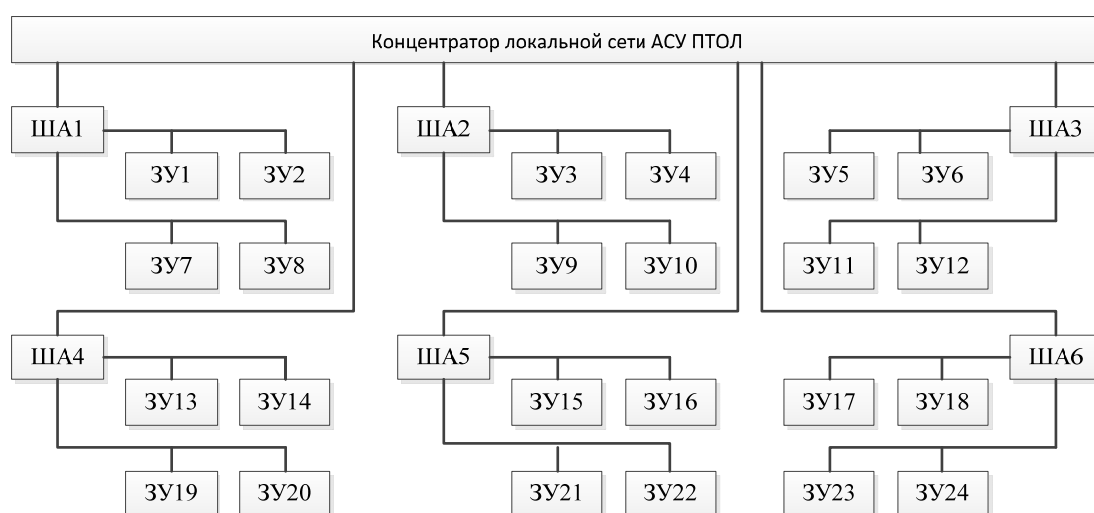 Концентратор локальной сети АСУ ПТОЛ
ША1
ША2
ША3
ЗУ1
ЗУ2
ЗУ3
ЗУ4
ЗУ5
ЗУ6
ЗУ7
ЗУ8
ЗУ9
ЗУ10
ЗУ11
ЗУ12
ША4
ША5
ША6
ЗУ13
ЗУ14
ЗУ15
ЗУ16
ЗУ17
ЗУ18
ЗУ19
ЗУ20
ЗУ21
ЗУ22
ЗУ23
ЗУ24